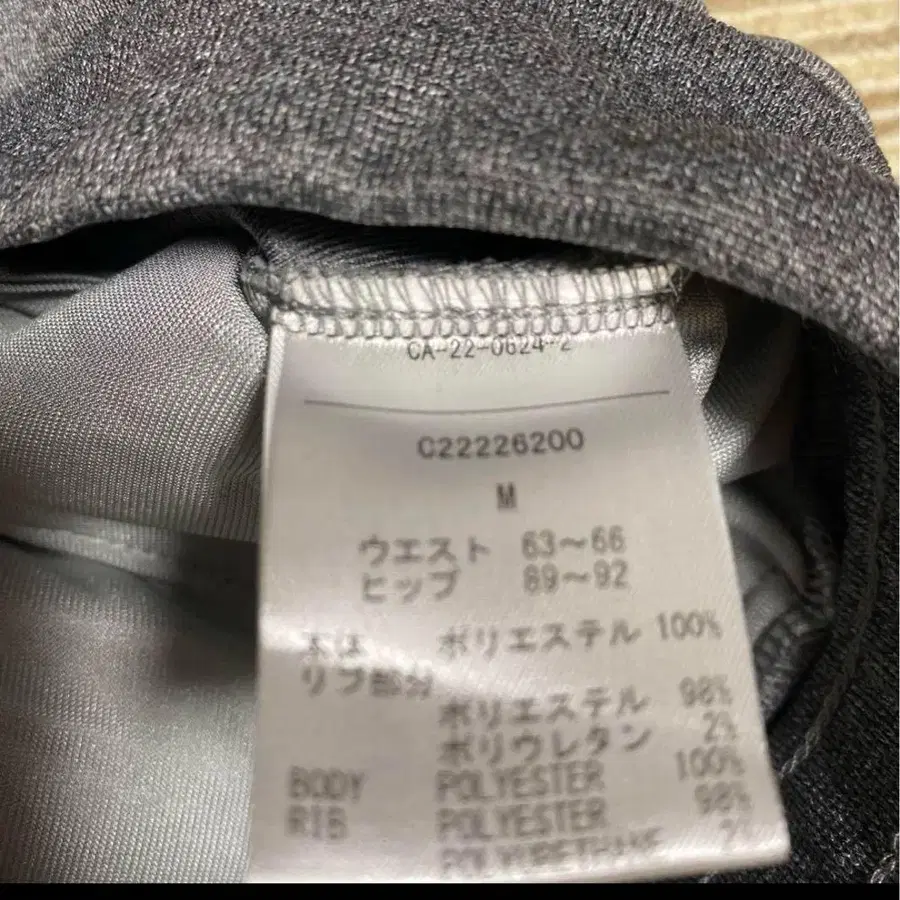 CA-22-0624-2
C22226200
M
ウエスト 63～66
ヒップ 89～92
本体 ポリエステル 100%
リブ部分
ポリエステル 98%
ポリウレタン 2%
BODY POLYESTER 100%
RIB POLYESTER 98%
POLYURETHANE 2%